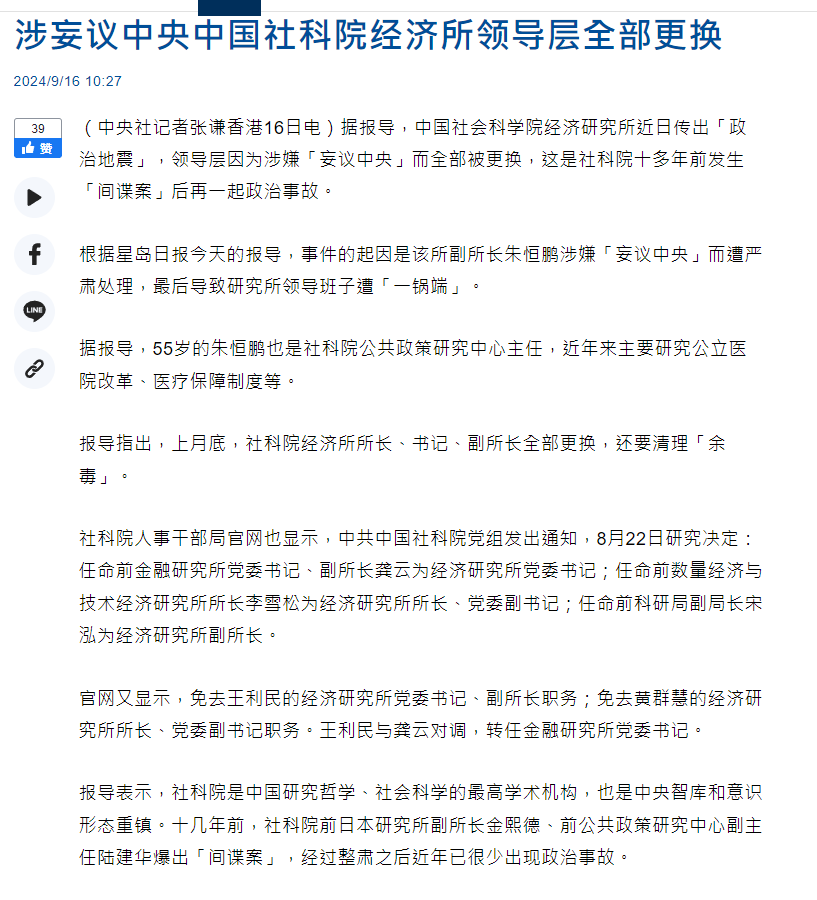 涉妄议中央中国社科院经济所领导层全部更换
2024/9/16 10:27
39
赞
LINE
（中央社记者张谦香港16日电）据报导，中国社会科学院经济研究所近日传出「政
治地震」，领导层因为涉嫌「妄议中央」而全部被更换，这是社科院十多年前发生
「间谍案」后再一起政治事故。
根据星岛日报今天的报导，事件的起因是该所副所长朱恒鹏涉嫌「妄议中央」而遭严
肃处理，最后导致研究所领导班子遭「一锅端」。
据报导，55岁的朱恒鹏也是社科院公共政策研究中心主任，近年来主要研究公立医
院改革、医疗保障制度等。
报导指出，上月底，社科院经济所所长、书记、副所长全部更换，还要清理「余
毒」。
社科院人事干部局官网也显示，中共中国社科院党组发出通知，8月22日研究决定：
任命前金融研究所党委书记、副所长龚云为经济研究所党委书记；任命前数量经济与
技术经济研究所所长李雪松为经济研究所所长、党委副书记；任命前科研局副局长宋
泓为经济研究所副所长。
官网又显示，免去王利民的经济研究所党委书记、副所长职务；免去黄群慧的经济研
究所所长、党委副书记职务。王利民与龚云对调，转任金融研究所党委书记。
报导表示，社科院是中国研究哲学、社会科学的最高学术机构，也是中央智库和意识
形态重镇。十几年前，社科院前日本研究所副所长金熙德、前公共政策研究中心副主
任陆建华爆出「间谍案」，经过整肃之后近年已很少出现政治事故。